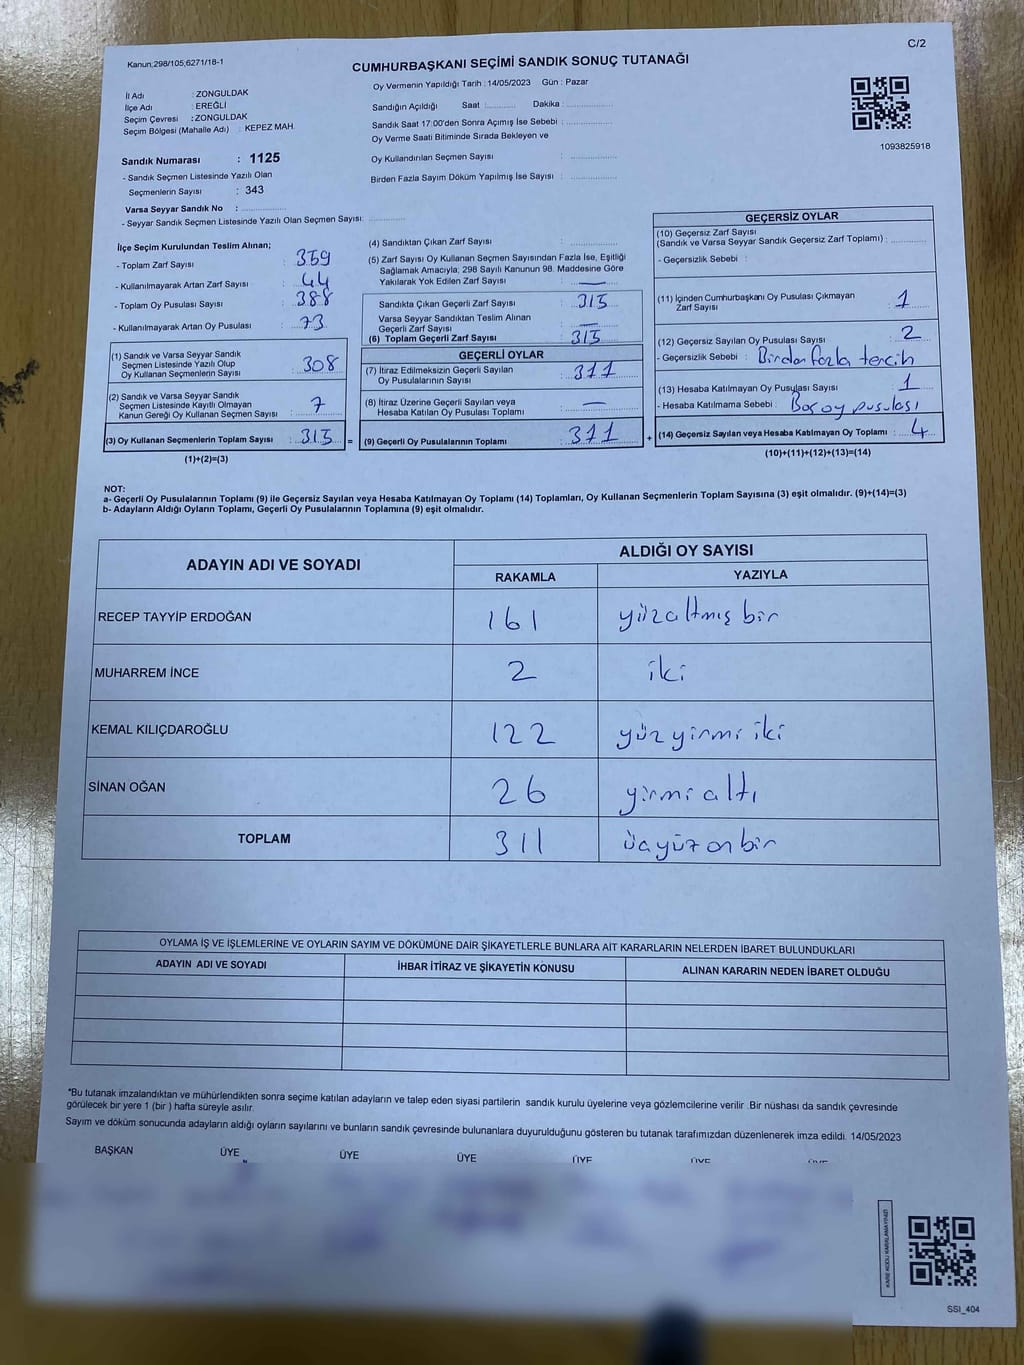 C/2
Kanun;298/105;6271/18-1
CUMHURBAŞKANI SEÇİMİ SANDIK SONUÇ TUTANAĞI
İl Adı : ZONGULDAK
İlçe Adı : EREĞLİ
Seçim Çevresi : ZONGULDAK
Seçim Bölgesi (Mahalle Adı) : KEPEZ MAH.
Sandık Numarası : 1125
- Sandık Seçmen Listesinde Yazılı Olan
Seçmenlerin Sayısı : 343
Varsa Seyyar Sandık No :
- Seyyar Sandık Seçmen Listesinde Yazılı Olan Seçmen Sayısı:
Oy Vermenin Yapıldığı Tarih : 14/05/2023 Gün : Pazar
Sandığın Açıldığı Saat : Dakika :
Sandık Saat 17:00'den Sonra Açımış İse Sebebi :
Oy Verme Saati Bitiminde Sırada Bekleyen ve
Oy Kullandırılan Seçmen Sayısı :
Birden Fazla Sayım Döküm Yapılmış İse Sayısı :
1093825918
İlçe Seçim Kurulundan Teslim Alınan;
- Toplam Zarf Sayısı : 359
- Kullanılmayarak Artan Zarf Sayısı : 44
- Toplam Oy Pusulası Sayısı : 388
- Kullanılmayarak Artan Oy Pusulası : 73
(1) Sandık ve Varsa Seyyar Sandık
Seçmen Listesinde Yazılı Olup
Oy Kullanan Seçmenlerin Sayısı : 308
(2) Sandık ve Varsa Seyyar Sandık
Seçmen Listesinde Kayıtlı Olmayan
Kanun Gereği Oy Kullanan Seçmen Sayısı : 7
(3) Oy Kullanan Seçmenlerin Toplam Sayısı : 315 =
(1)+(2)=(3)
(4) Sandıktan Çıkan Zarf Sayısı :
(5) Zarf Sayısı Oy Kullanan Seçmen Sayısından Fazla İse, Eşitliği
Sağlamak Amacıyla; 298 Sayılı Kanunun 98. Maddesine Göre
Yakılarak Yok Edilen Zarf Sayısı : —
Sandıkta Çıkan Geçerli Zarf Sayısı : 315
Varsa Seyyar Sandıktan Teslim Alınan
Geçerli Zarf Sayısı : —
(6) Toplam Geçerli Zarf Sayısı : 315
GEÇERLİ OYLAR
(7) İtiraz Edilmeksizin Geçerli Sayılan
Oy Pusulalarının Sayısı : 311
(8) İtiraz Üzerine Geçerli Sayılan veya
Hesaba Katılan Oy Pusulası Toplamı : —
(9) Geçerli Oy Pusulalarının Toplamı : 311 +
GEÇERSİZ OYLAR
(10) Geçersiz Zarf Sayısı
(Sandık ve Varsa Seyyar Sandık Geçersiz Zarf Toplamı) :
- Geçersizlik Sebebi :
(11) İçinden Cumhurbaşkanı Oy Pusulası Çıkmayan
Zarf Sayısı : 1
(12) Geçersiz Sayılan Oy Pusulası Sayısı : 2
- Geçersizlik Sebebi : Birden fazla tercih
(13) Hesaba Katılmayan Oy Pusulası Sayısı : 1
- Hesaba Katılmama Sebebi : Boş oy pusulası
(14) Geçersiz Sayılan veya Hesaba Katılmayan Oy Toplamı : 4
(10)+(11)+(12)+(13)=(14)
NOT:
a- Geçerli Oy Pusulalarının Toplamı (9) ile Geçersiz Sayılan veya Hesaba Katılmayan Oy Toplamı (14) Toplamları, Oy Kullanan Seçmenlerin Toplam Sayısına (3) eşit olmalıdır. (9)+(14)=(3)
b- Adayların Aldığı Oyların Toplamı, Geçerli Oy Pusulalarının Toplamına (9) eşit olmalıdır.
ADAYIN ADI VE SOYADI ALDIĞI OY SAYISI
RAKAMLA YAZIYLA
RECEP TAYYİP ERDOĞAN 161 yüzaltmış bir
MUHARREM İNCE 2 iki
KEMAL KILIÇDAROĞLU 122 yüz yirmi iki
SİNAN OĞAN 26 yirmi altı
TOPLAM 311 üçyüz on bir
OYLAMA İŞ VE İŞLEMLERİNE VE OYLARIN SAYIM VE DÖKÜMÜNE DAİR ŞİKAYETLERLE BUNLARA AİT KARARLARIN NELERDEN İBARET BULUNDUKLARI
ADAYIN ADI VE SOYADI İHBAR İTİRAZ VE ŞİKAYETİN KONUSU ALINAN KARARIN NEDEN İBARET OLDUĞU
*Bu tutanak imzalandıktan ve mühürlendikten sonra seçime katılan adayların ve talep eden siyasi partilerin sandık kurulu üyelerine veya gözlemcilerine verilir .Bir nüshası da sandık çevresinde
görülecek bir yere 1 (bir ) hafta süreyle asılır.
Sayım ve döküm sonucunda adayların aldığı oyların sayılarını ve bunların sandık çevresinde bulunanlara duyurulduğunu gösteren bu tutanak tarafımızdan düzenlenerek imza edildi. 14/05/2023
BAŞKAN ÜYE ÜYE ÜYE ÜYE ÜYE ÜYE
SSI_404